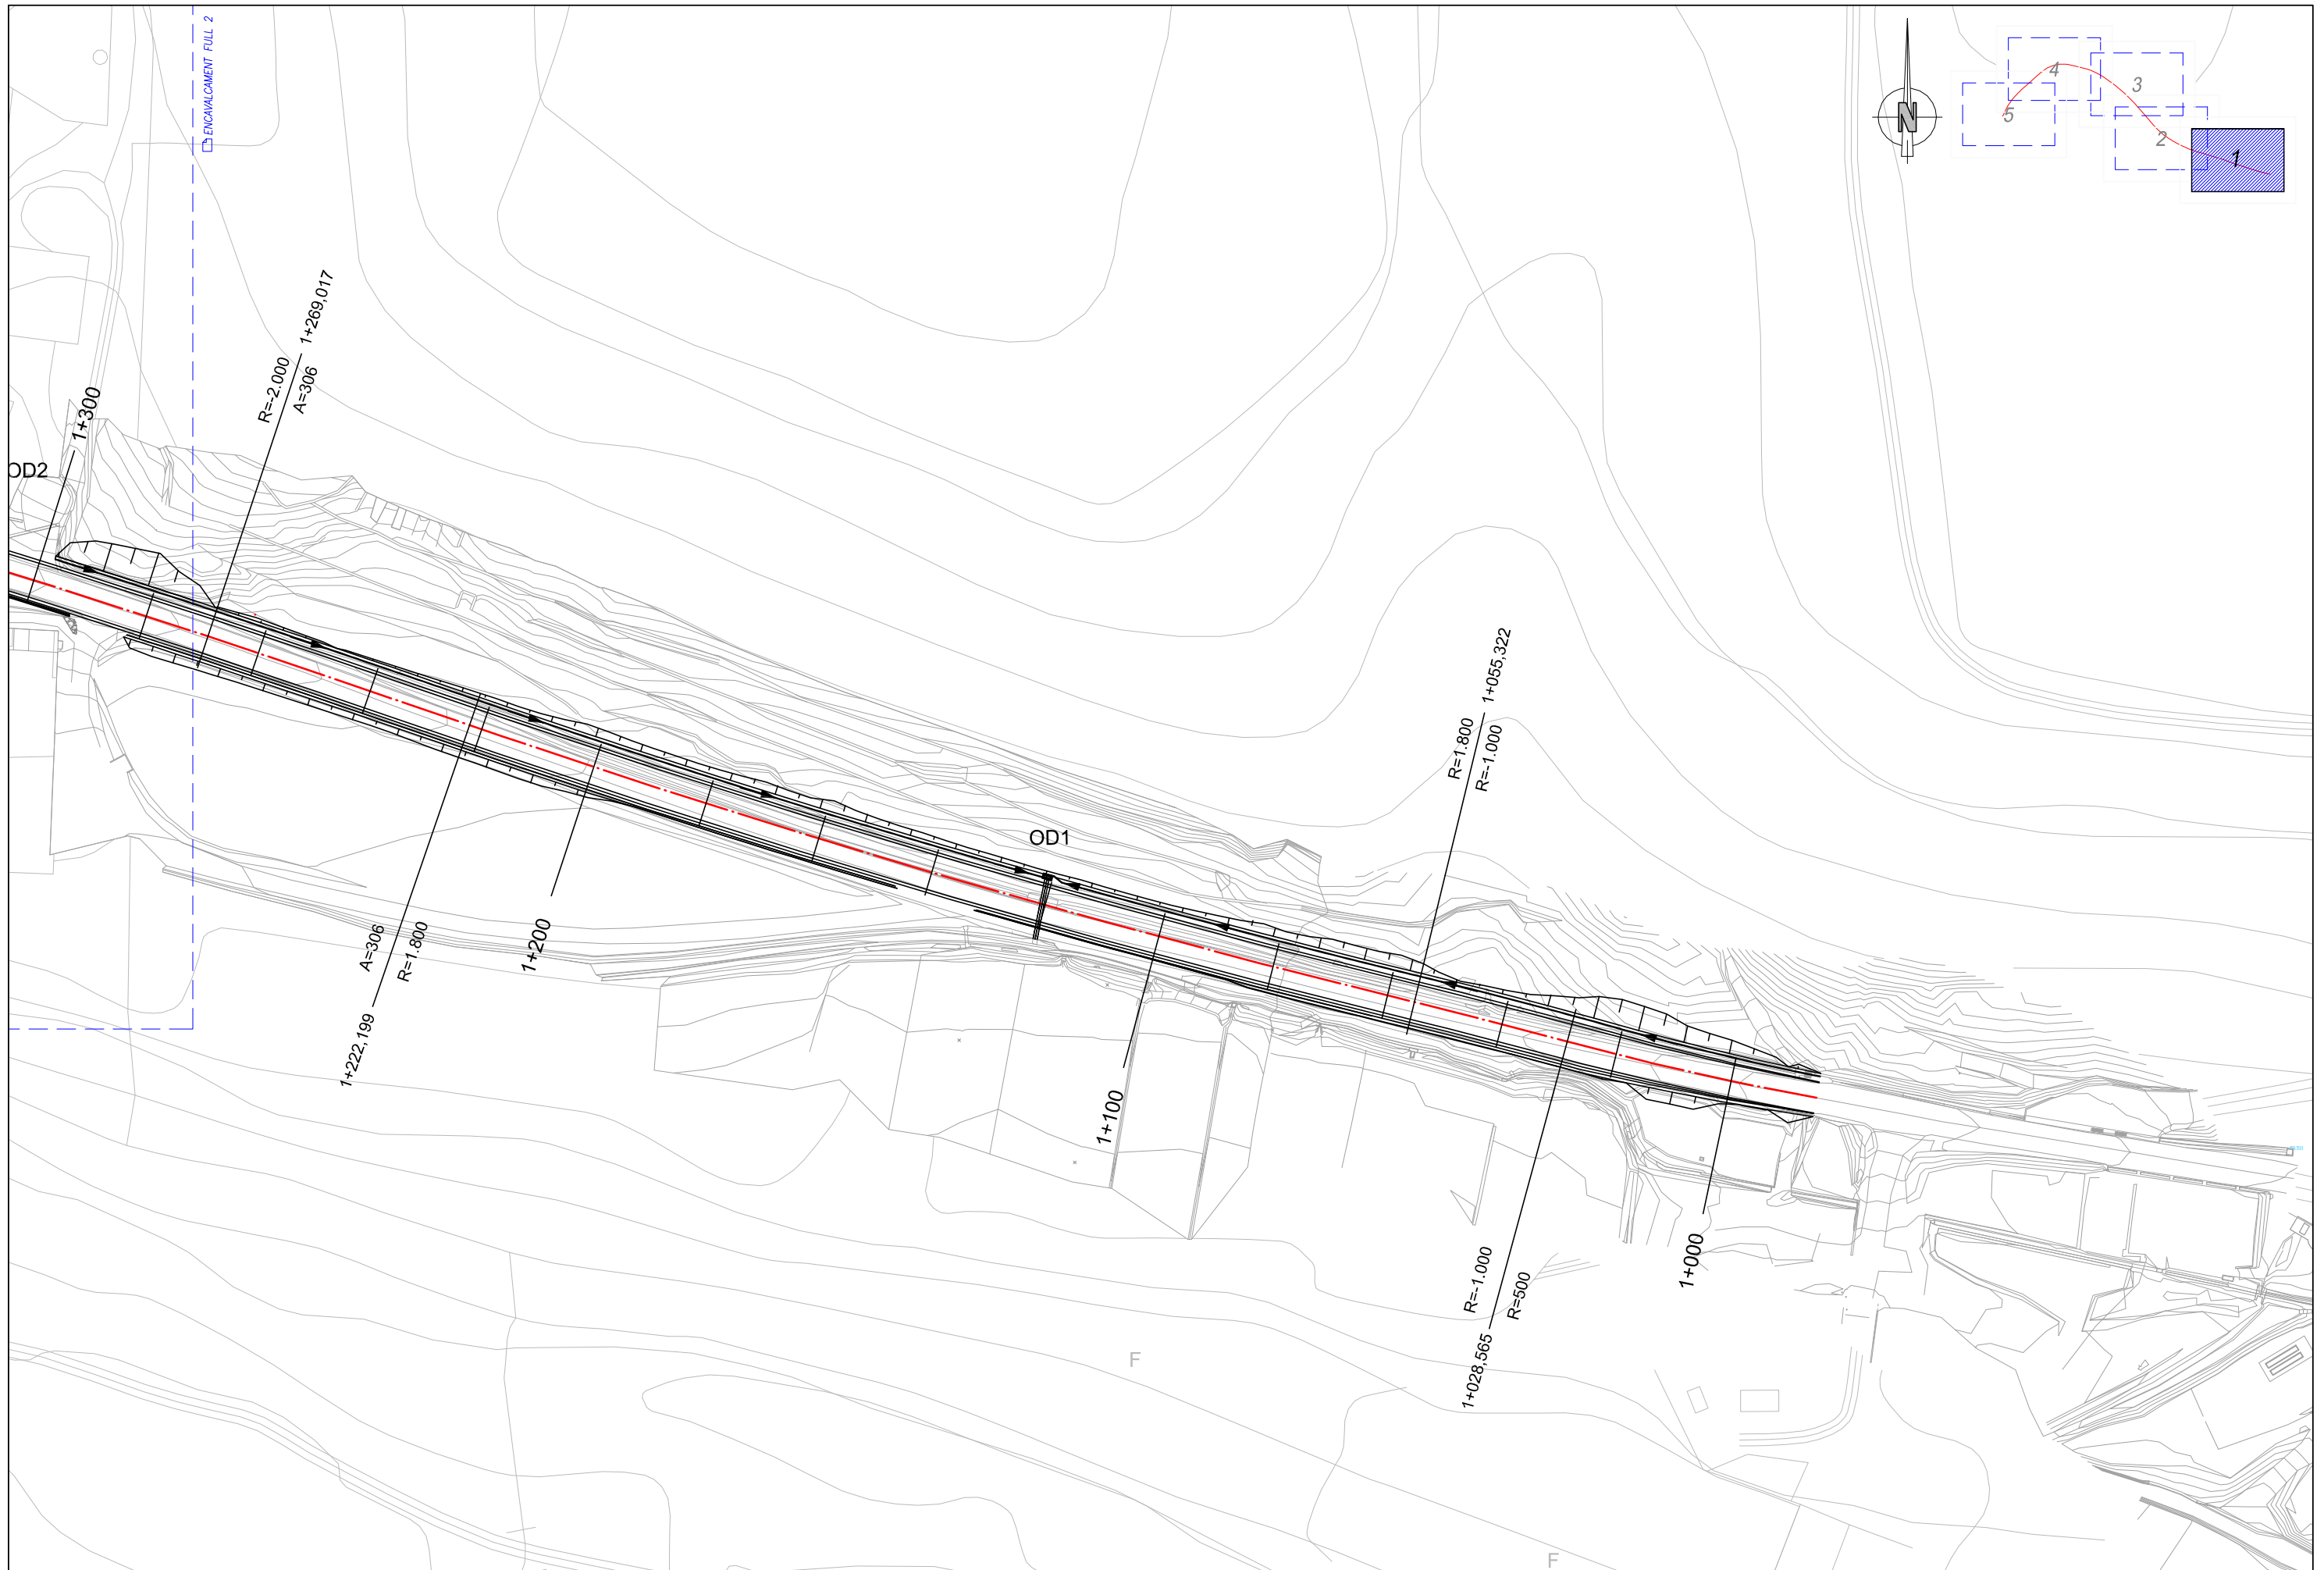 ENCAVALCAMENT FULL 2
N
4
3
5
2
1
1+269,017
R=-2.000
A=306
1+300
OD2
1+055,322
R=1.800
R=-1.000
OD1
A=306
R=1.800
1+222,199
1+200
1+100
1+000
R=-1.000
R=500
1+028,565
F
F